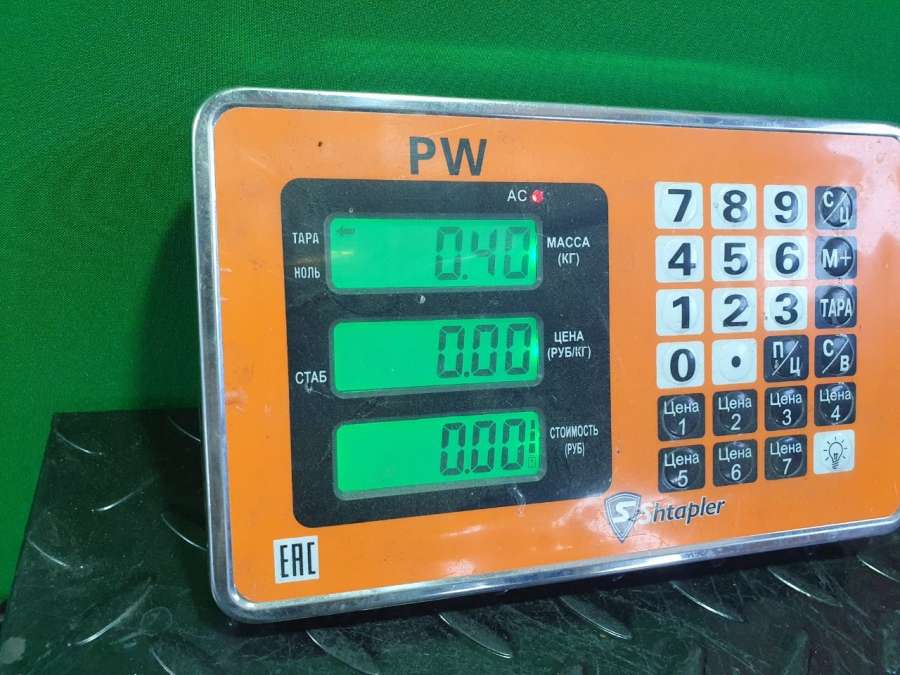 PW
AC
ТАРА
НОЛЬ
0.40
МАССА
(КГ)
СТАБ
0.00
ЦЕНА
(РУБ/КГ)
0.00
СТОИМОСТЬ
(РУБ)
7 8 9 С/Ц
4 5 6 М+
1 2 3 ТАРА
0 . П/Ц С/В
Цена 1 Цена 2 Цена 3 Цена 4
Цена 5 Цена 6 Цена 7
S Shtapler
EAC